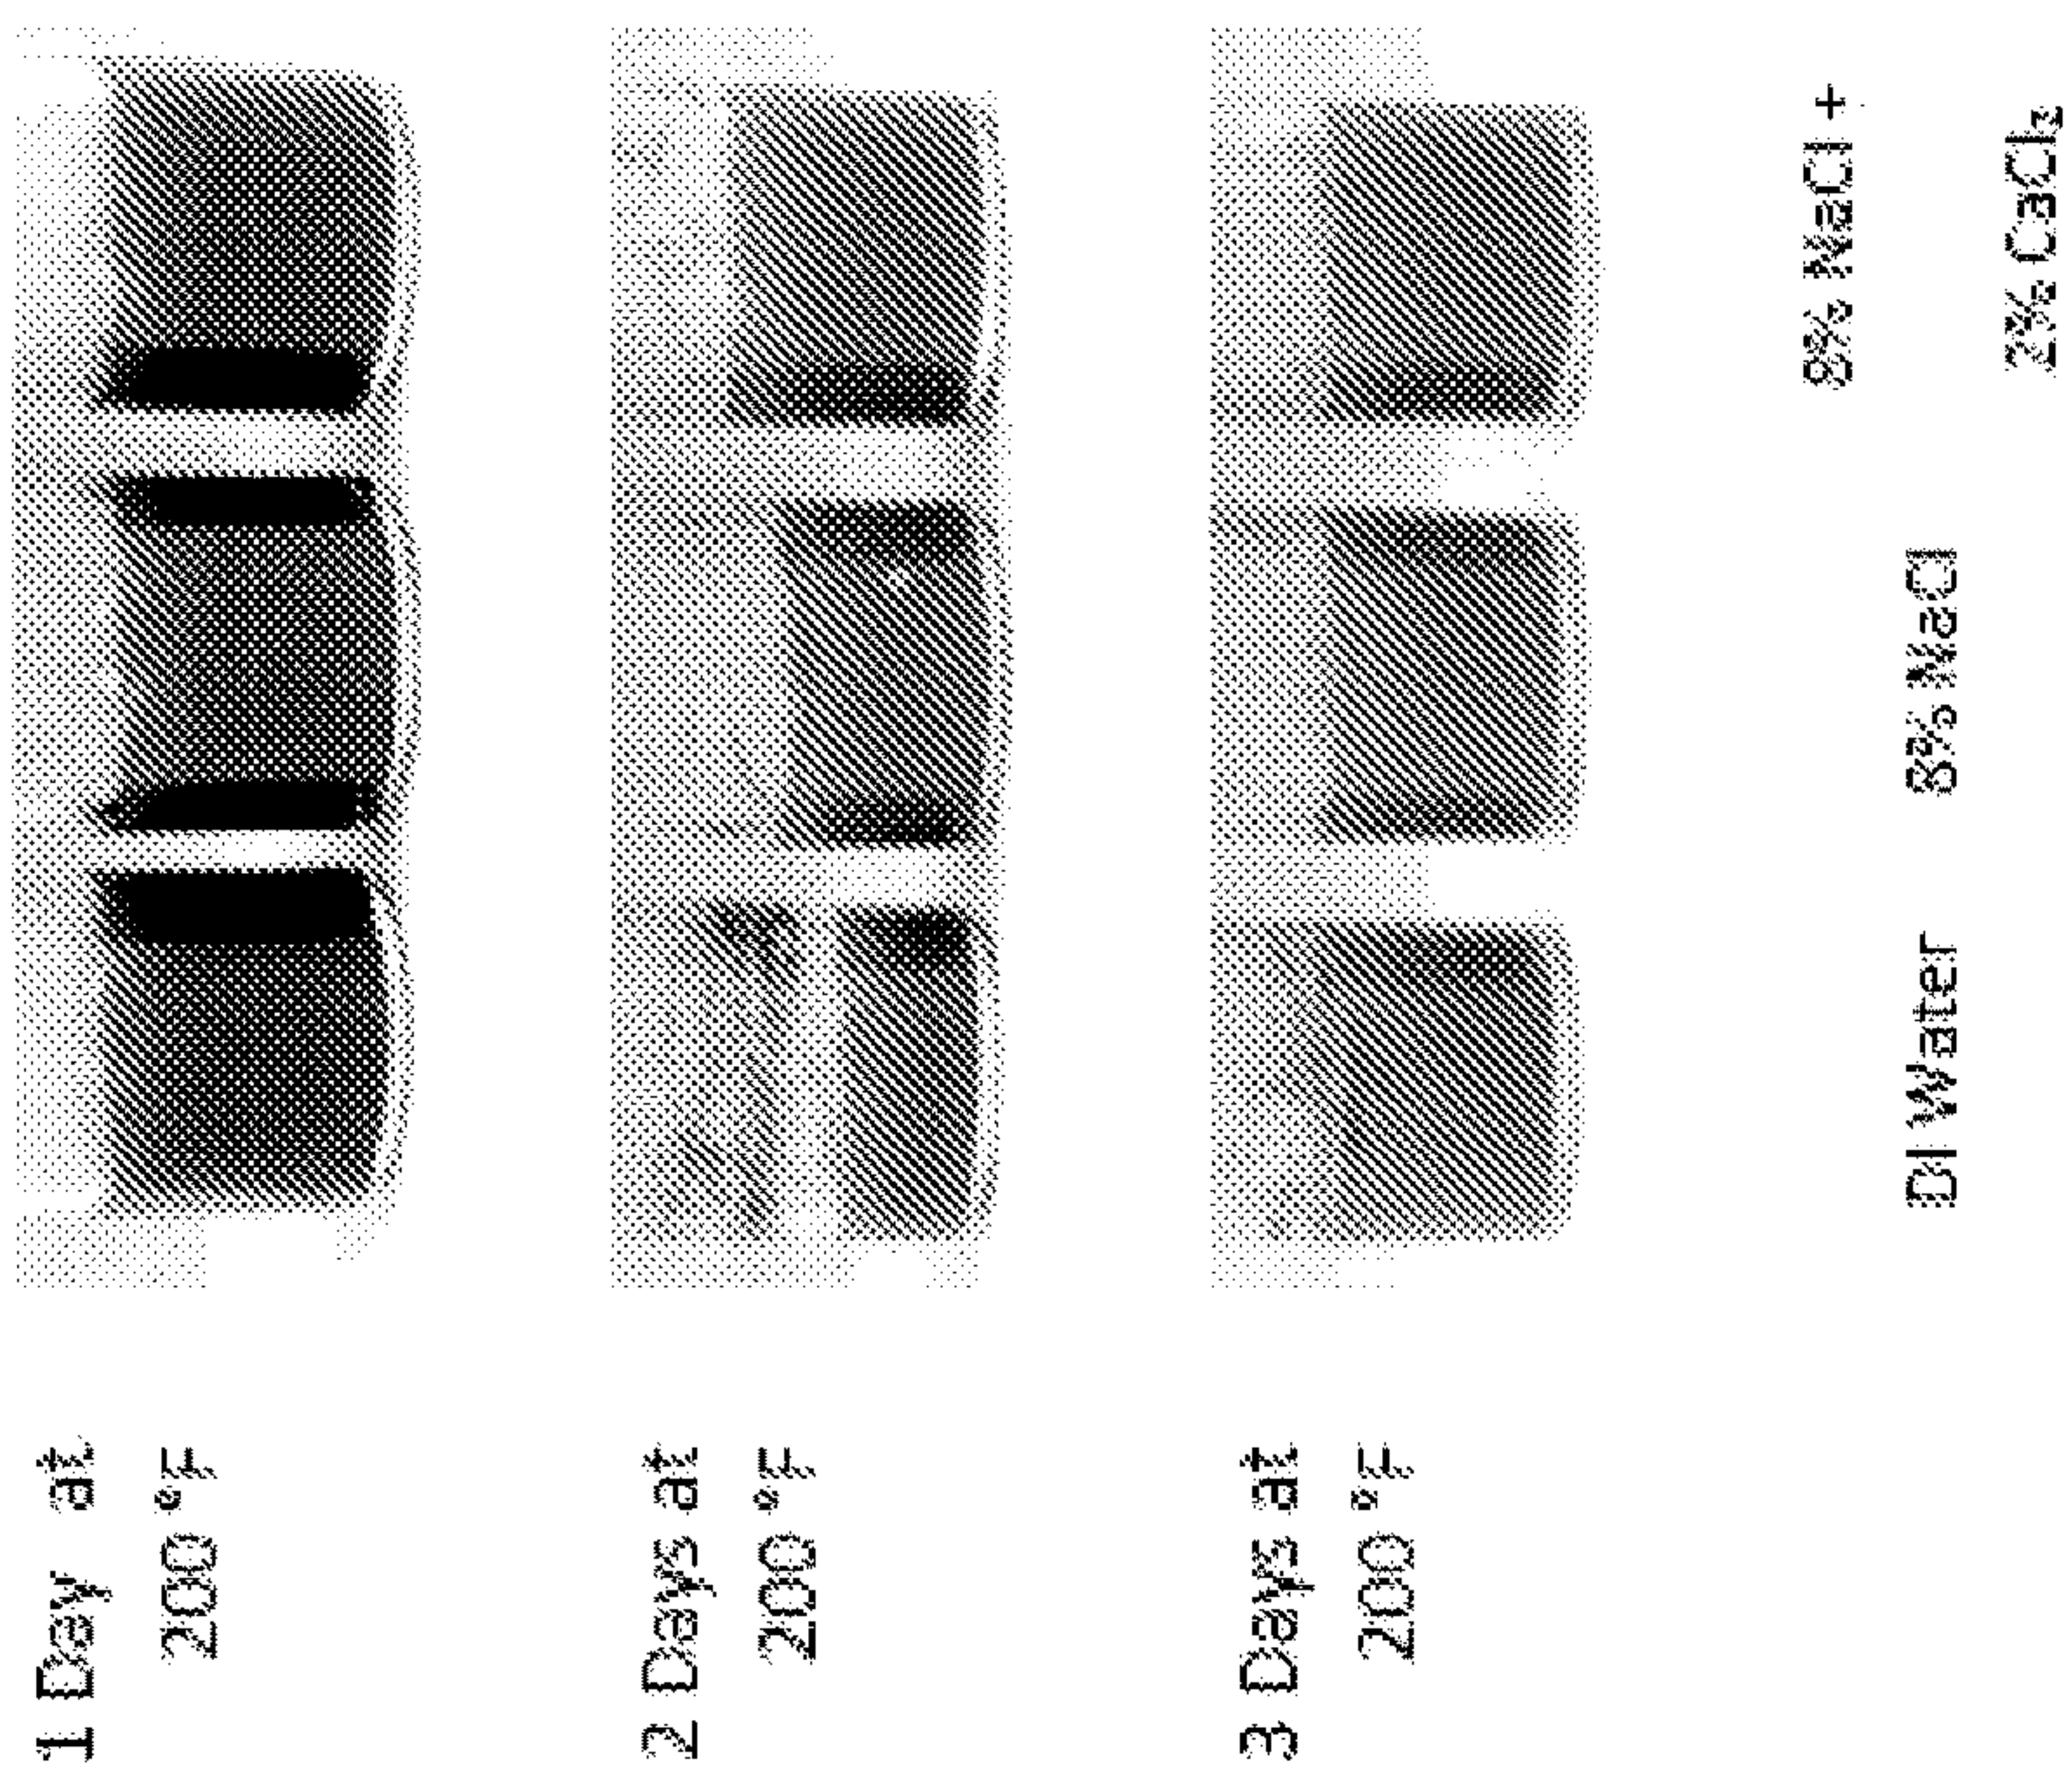 1 Day at
200 °F
2 Days at
200 °F
3 Days at
200 °F
DI Water
8% NaCl
8% NaCl +
2% CaCl₂